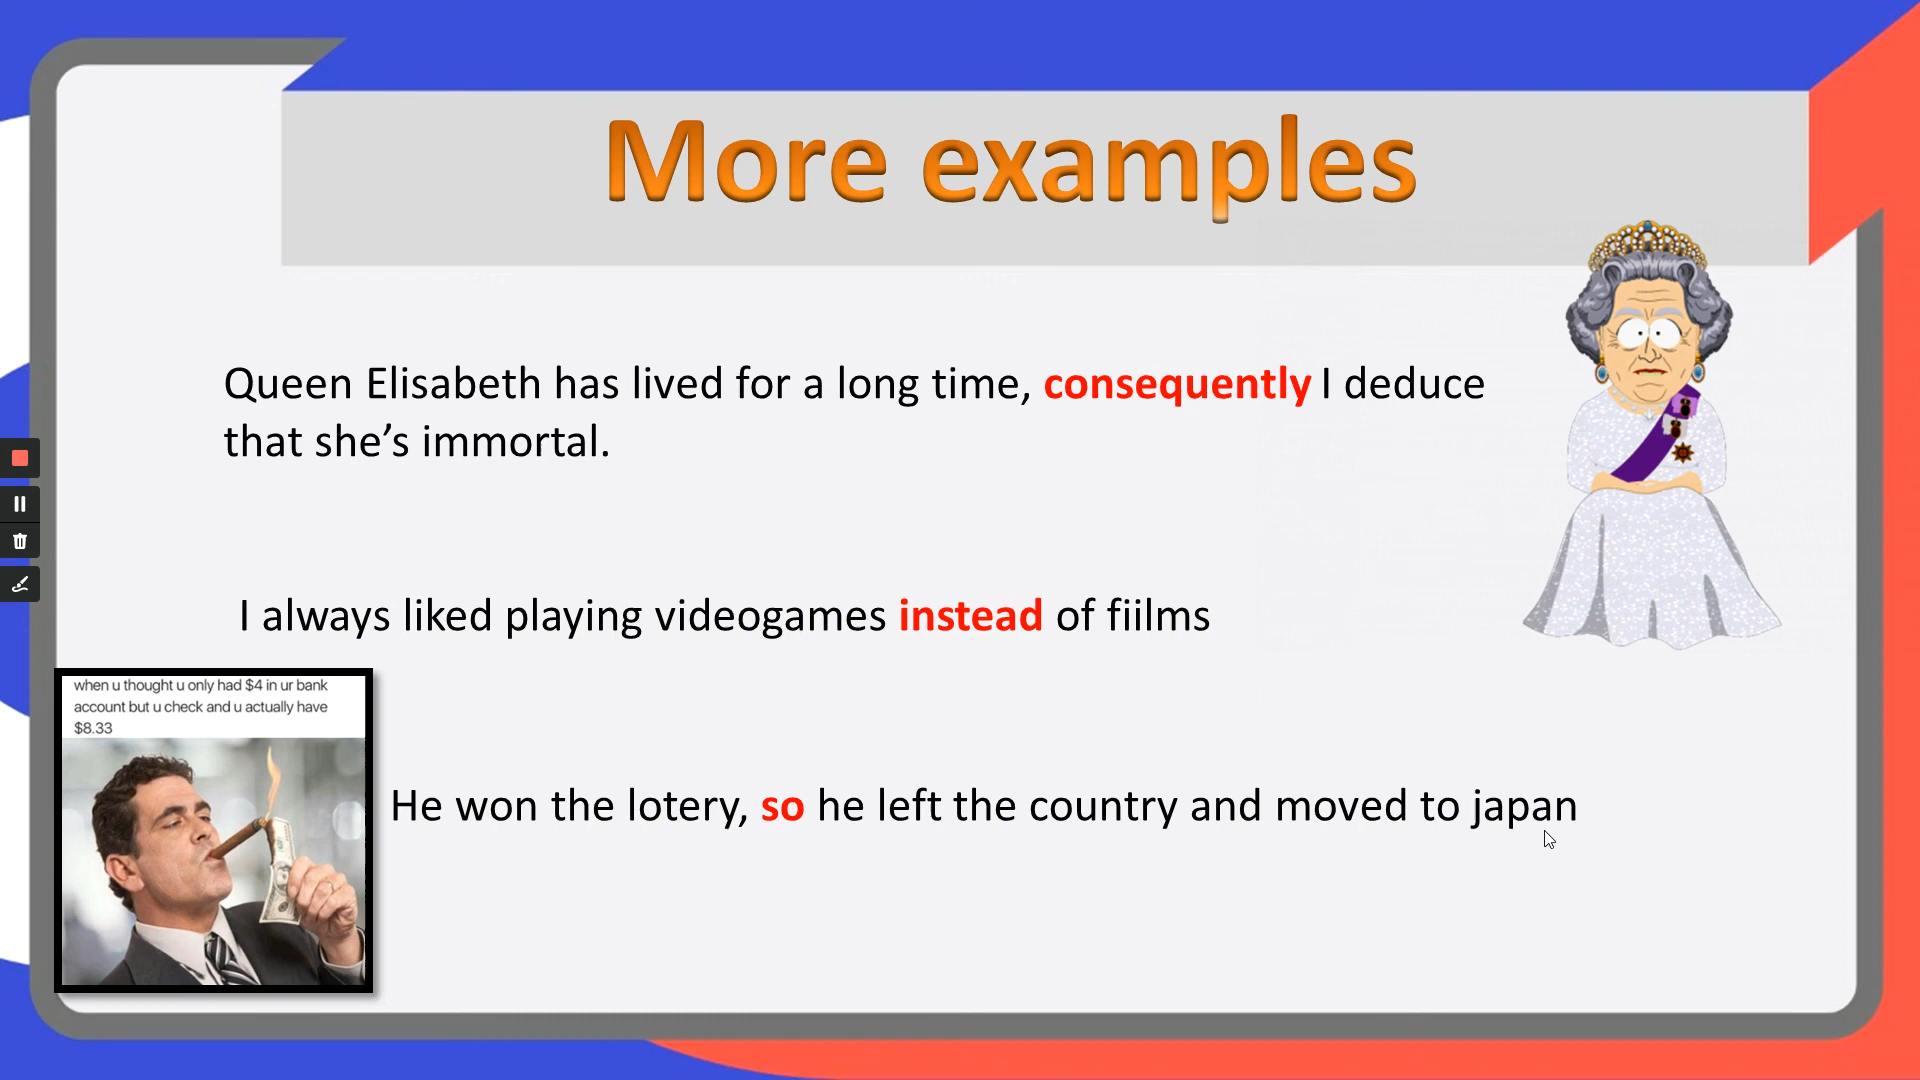 More examples
Queen Elisabeth has lived for a long time, consequently I deduce
that she’s immortal.
I always liked playing videogames instead of fiilms
when u thought u only had $4 in ur bank
account but u check and u actually have
$8.33
He won the lotery, so he left the country and moved to japan